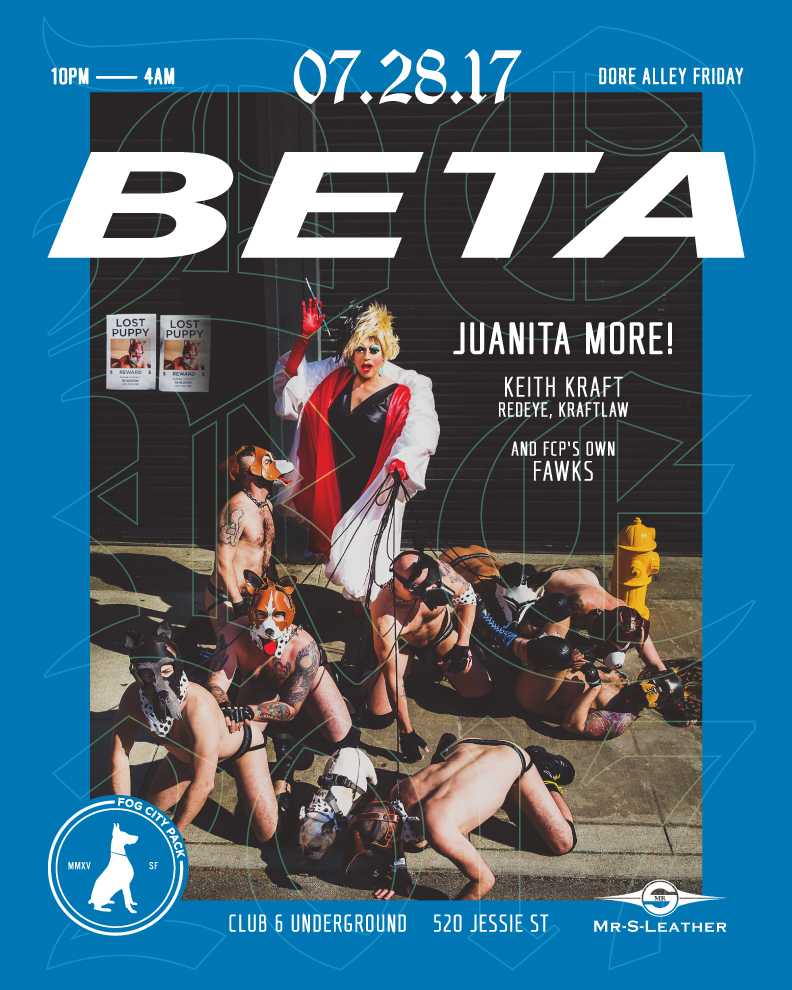 10PM — 4AM
07.28.17
DORE ALLEY FRIDAY
BETA
LOST
PUPPY
REWARD
LOST
PUPPY
REWARD
JUANITA MORE!
KEITH KRAFT
REDEYE, KRAFTLAW
AND FCP'S OWN
FAWKS
FOG CITY PACK
MMXV SF
CLUB 6 UNDERGROUND 520 JESSIE ST
MR
MR-S-LEATHER